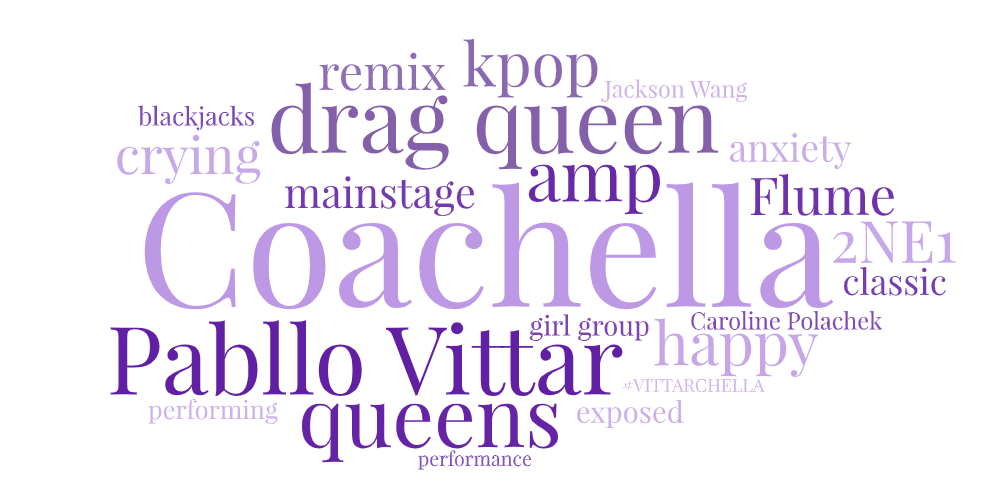 remix
kpop
Jackson Wang
blackjacks
drag queen
crying
anxiety
mainstage
amp
Flume
Coachella
2NE1
classic
girl group
Caroline Polachek
Pabllo Vittar
happy
#VITTARCHELLA
performing
queens
exposed
performance